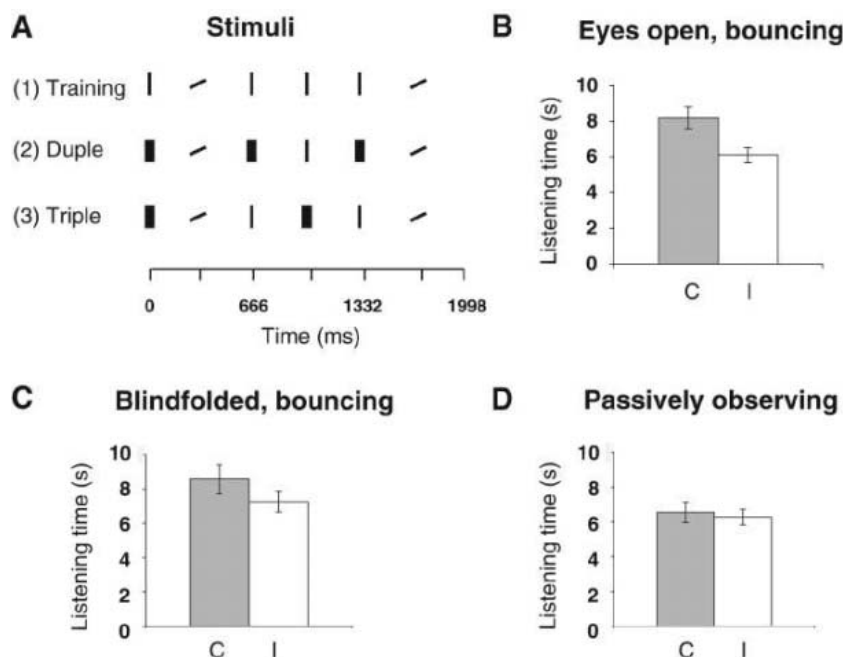 A
Stimuli
(1) Training
(2) Duple
(3) Triple
0 666 1332 1998
Time (ms)
B
Eyes open, bouncing
10
8
6
4
2
0
Listening time (s)
C I
C
Blindfolded, bouncing
10
8
6
4
2
0
Listening time (s)
C I
D
Passively observing
10
8
6
4
2
0
Listening time (s)
C I